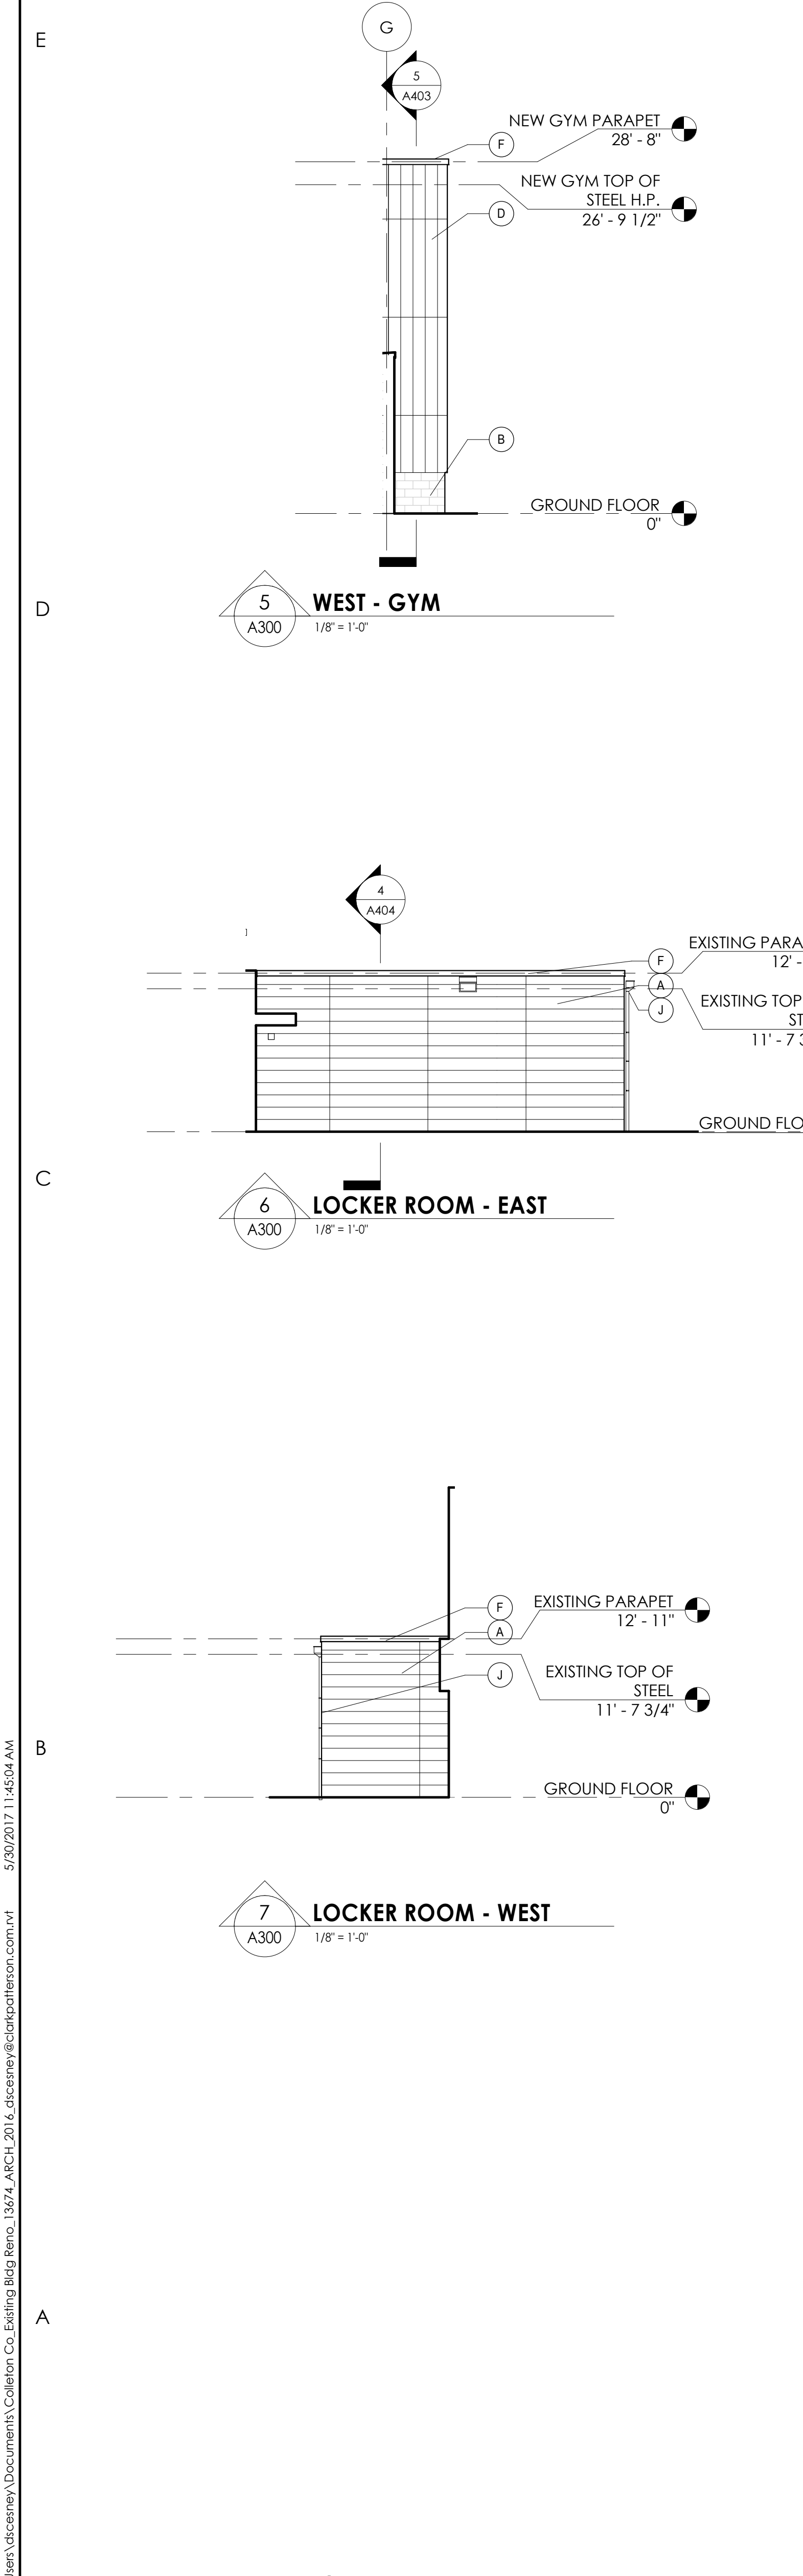 E
G
5
A403
NEW GYM PARAPET
28' - 8"
F
NEW GYM TOP OF
STEEL H.P.
26' - 9 1/2"
D
B
GROUND FLOOR
0"
D
5
A300
WEST - GYM
1/8" = 1'-0"
4
A404
EXISTING PARA
12' -
F
A
J
EXISTING TOP
ST
11' - 7 3
GROUND FLO
C
6
A300
LOCKER ROOM - EAST
1/8" = 1'-0"
F
A
J
EXISTING PARAPET
12' - 11"
EXISTING TOP OF
STEEL
11' - 7 3/4"
GROUND FLOOR
0"
B
7
A300
LOCKER ROOM - WEST
1/8" = 1'-0"
A
sers\dscesney\Documents\Colleton Co_Existing Bldg Reno_13674_ARCH_2016_dscesney@clarkpatterson.com.rvt
5/30/2017 11:45:04 AM